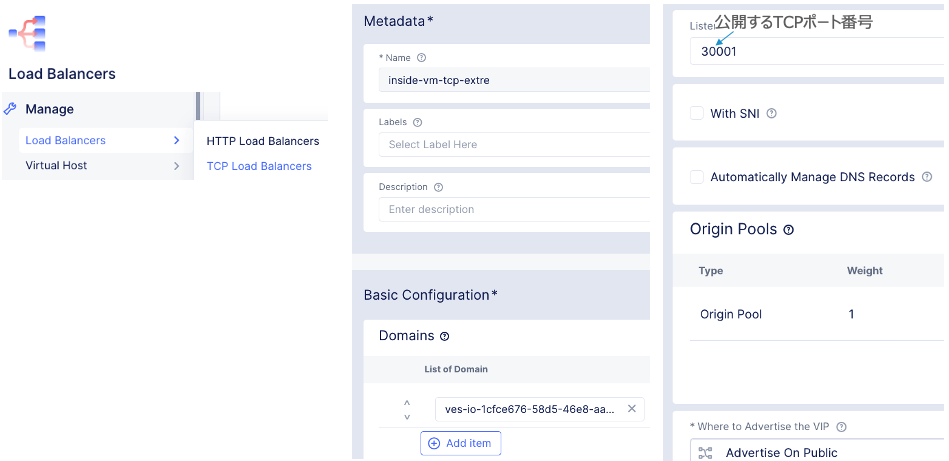 Load Balancers
Manage
Load Balancers
Virtual Host
HTTP Load Balancers
TCP Load Balancers
Metadata*
* Name
inside-vm-tcp-extre
Labels
Select Label Here
Description
Enter description
Basic Configuration*
Domains
List of Domain
ves-io-1cfce676-58d5-46e8-aa...
Add item
公開するTCPポート番号
30001
With SNI
Automatically Manage DNS Records
Origin Pools
Type Weight
Origin Pool 1
* Where to Advertise the VIP
Advertise On Public